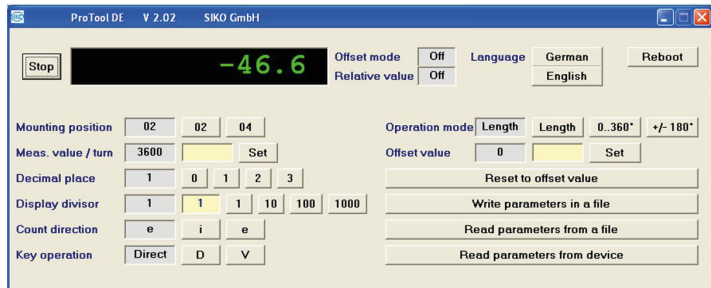 SIKO ProTool DE V 2.02 SIKO GmbH
Stop -46.6 Offset mode Off Language German Reboot
Relative value Off English
Mounting position 02 02 04 Operation mode Length Length 0..360° +/- 180°
Meas. value / turn 3600 Set Offset value 0 Set
Decimal place 1 0 1 2 3 Reset to offset value
Display divisor 1 1 1 10 100 1000 Write parameters in a file
Count direction e i e Read parameters from a file
Key operation Direct D V Read parameters from device